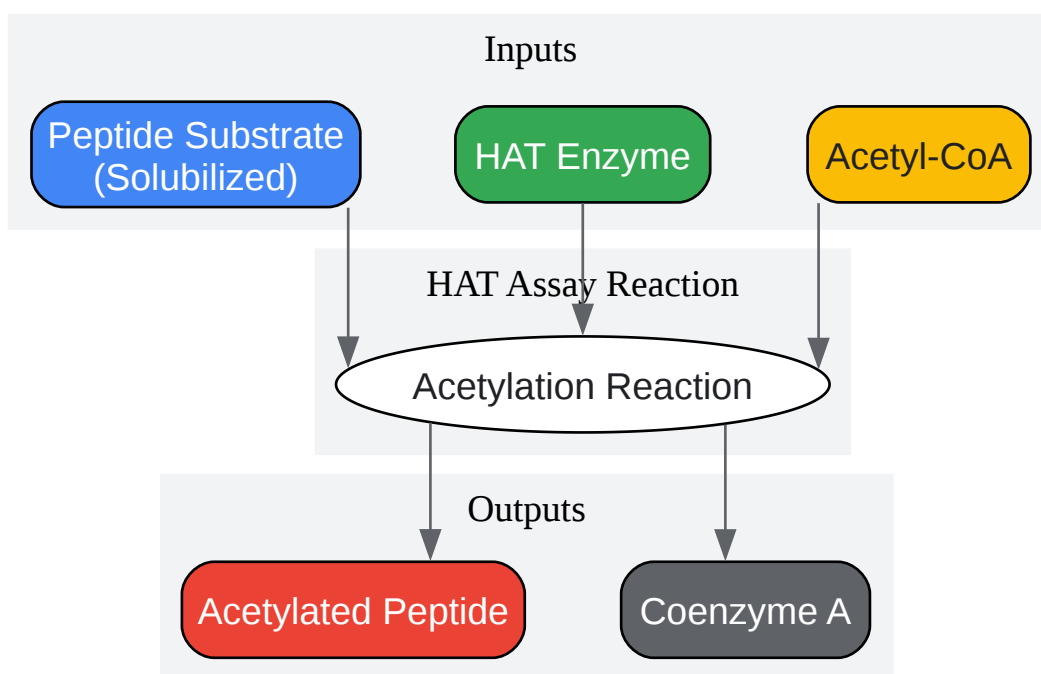 Inputs
Peptide Substrate
(Solubilized)
HAT Enzyme
Acetyl-CoA
HAT Assay Reaction
Acetylation Reaction
Outputs
Acetylated Peptide
Coenzyme A